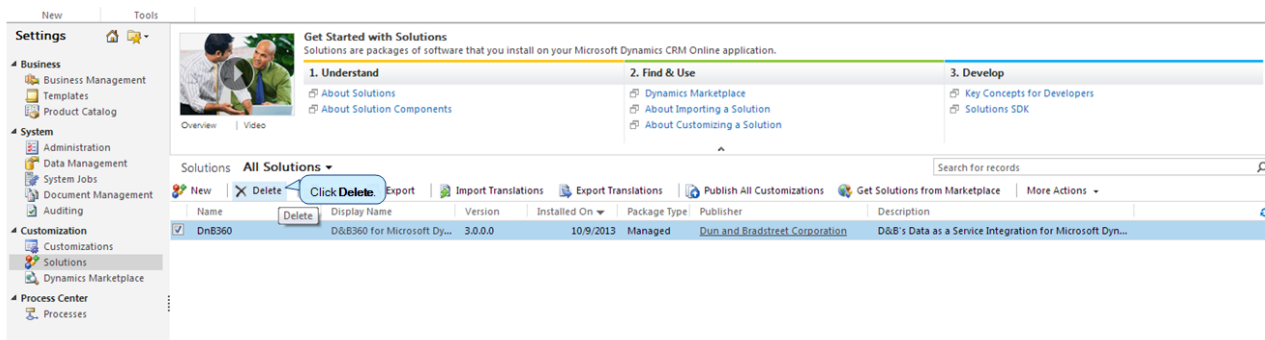 New Tools
Settings
Business
Business Management
Templates
Product Catalog
System
Administration
Data Management
System Jobs
Document Management
Auditing
Customization
Customizations
Solutions
Dynamics Marketplace
Process Center
Processes
Get Started with Solutions
Solutions are packages of software that you install on your Microsoft Dynamics CRM Online application.
1. Understand
About Solutions
About Solution Components
2. Find & Use
Dynamics Marketplace
About Importing a Solution
About Customizing a Solution
3. Develop
Key Concepts for Developers
Solutions SDK
Overview | Video
Solutions All Solutions
Search for records
New Delete Click Delete. Export Import Translations Export Translations Publish All Customizations Get Solutions from Marketplace More Actions
Name Delete Display Name Version Installed On Package Type Publisher Description
DnB360 D&B360 for Microsoft Dy... 3.0.0.0 10/9/2013 Managed Dun and Bradstreet Corporation D&B's Data as a Service Integration for Microsoft Dyn...